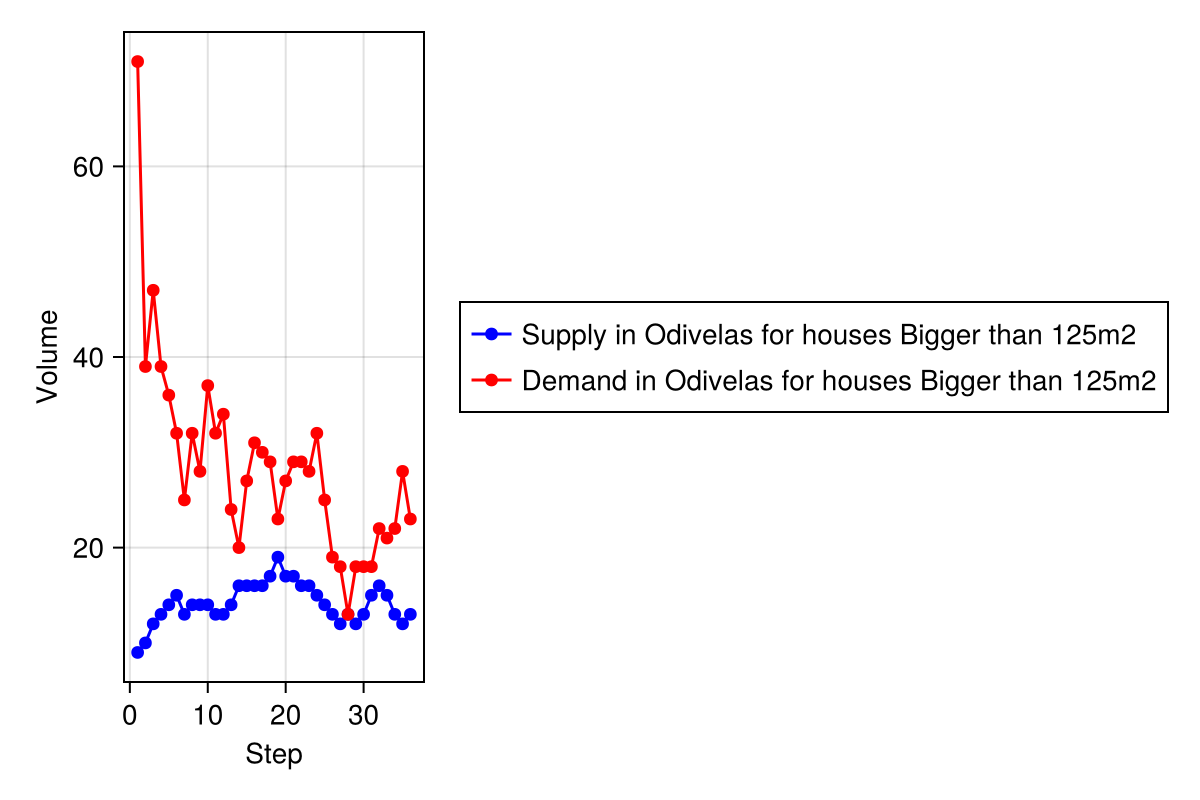 Volume
60
40
20
0 10 20 30
Step
Supply in Odivelas for houses Bigger than 125m2
Demand in Odivelas for houses Bigger than 125m2